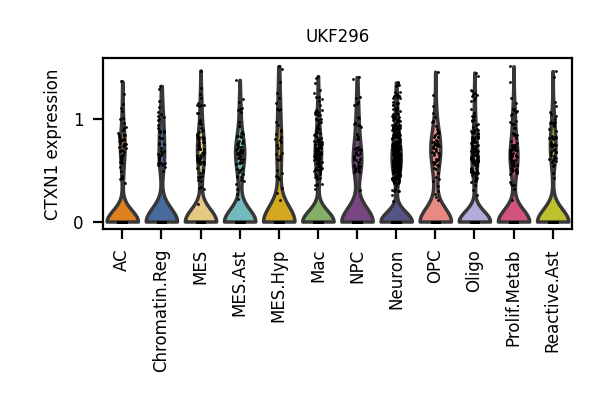 UKF296
CTXN1 expression
1
0
AC
Chromatin.Reg
MES
MES.Ast
MES.Hyp
Mac
NPC
Neuron
OPC
Oligo
Prolif.Metab
Reactive.Ast